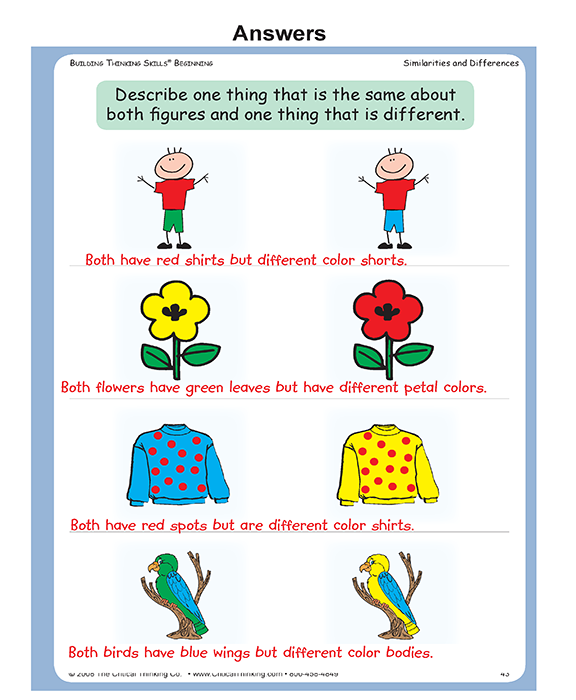 Answers
Building Thinking Skills® Beginning
Similarities and Differences
Describe one thing that is the same about
both figures and one thing that is different.
Both have red shirts but different color shorts.
Both flowers have green leaves but have different petal colors.
Both have red spots but are different color shirts.
Both birds have blue wings but different color bodies.
© 2008 The Critical Thinking Co. • www.CriticalThinking.com • 800-458-4849
43